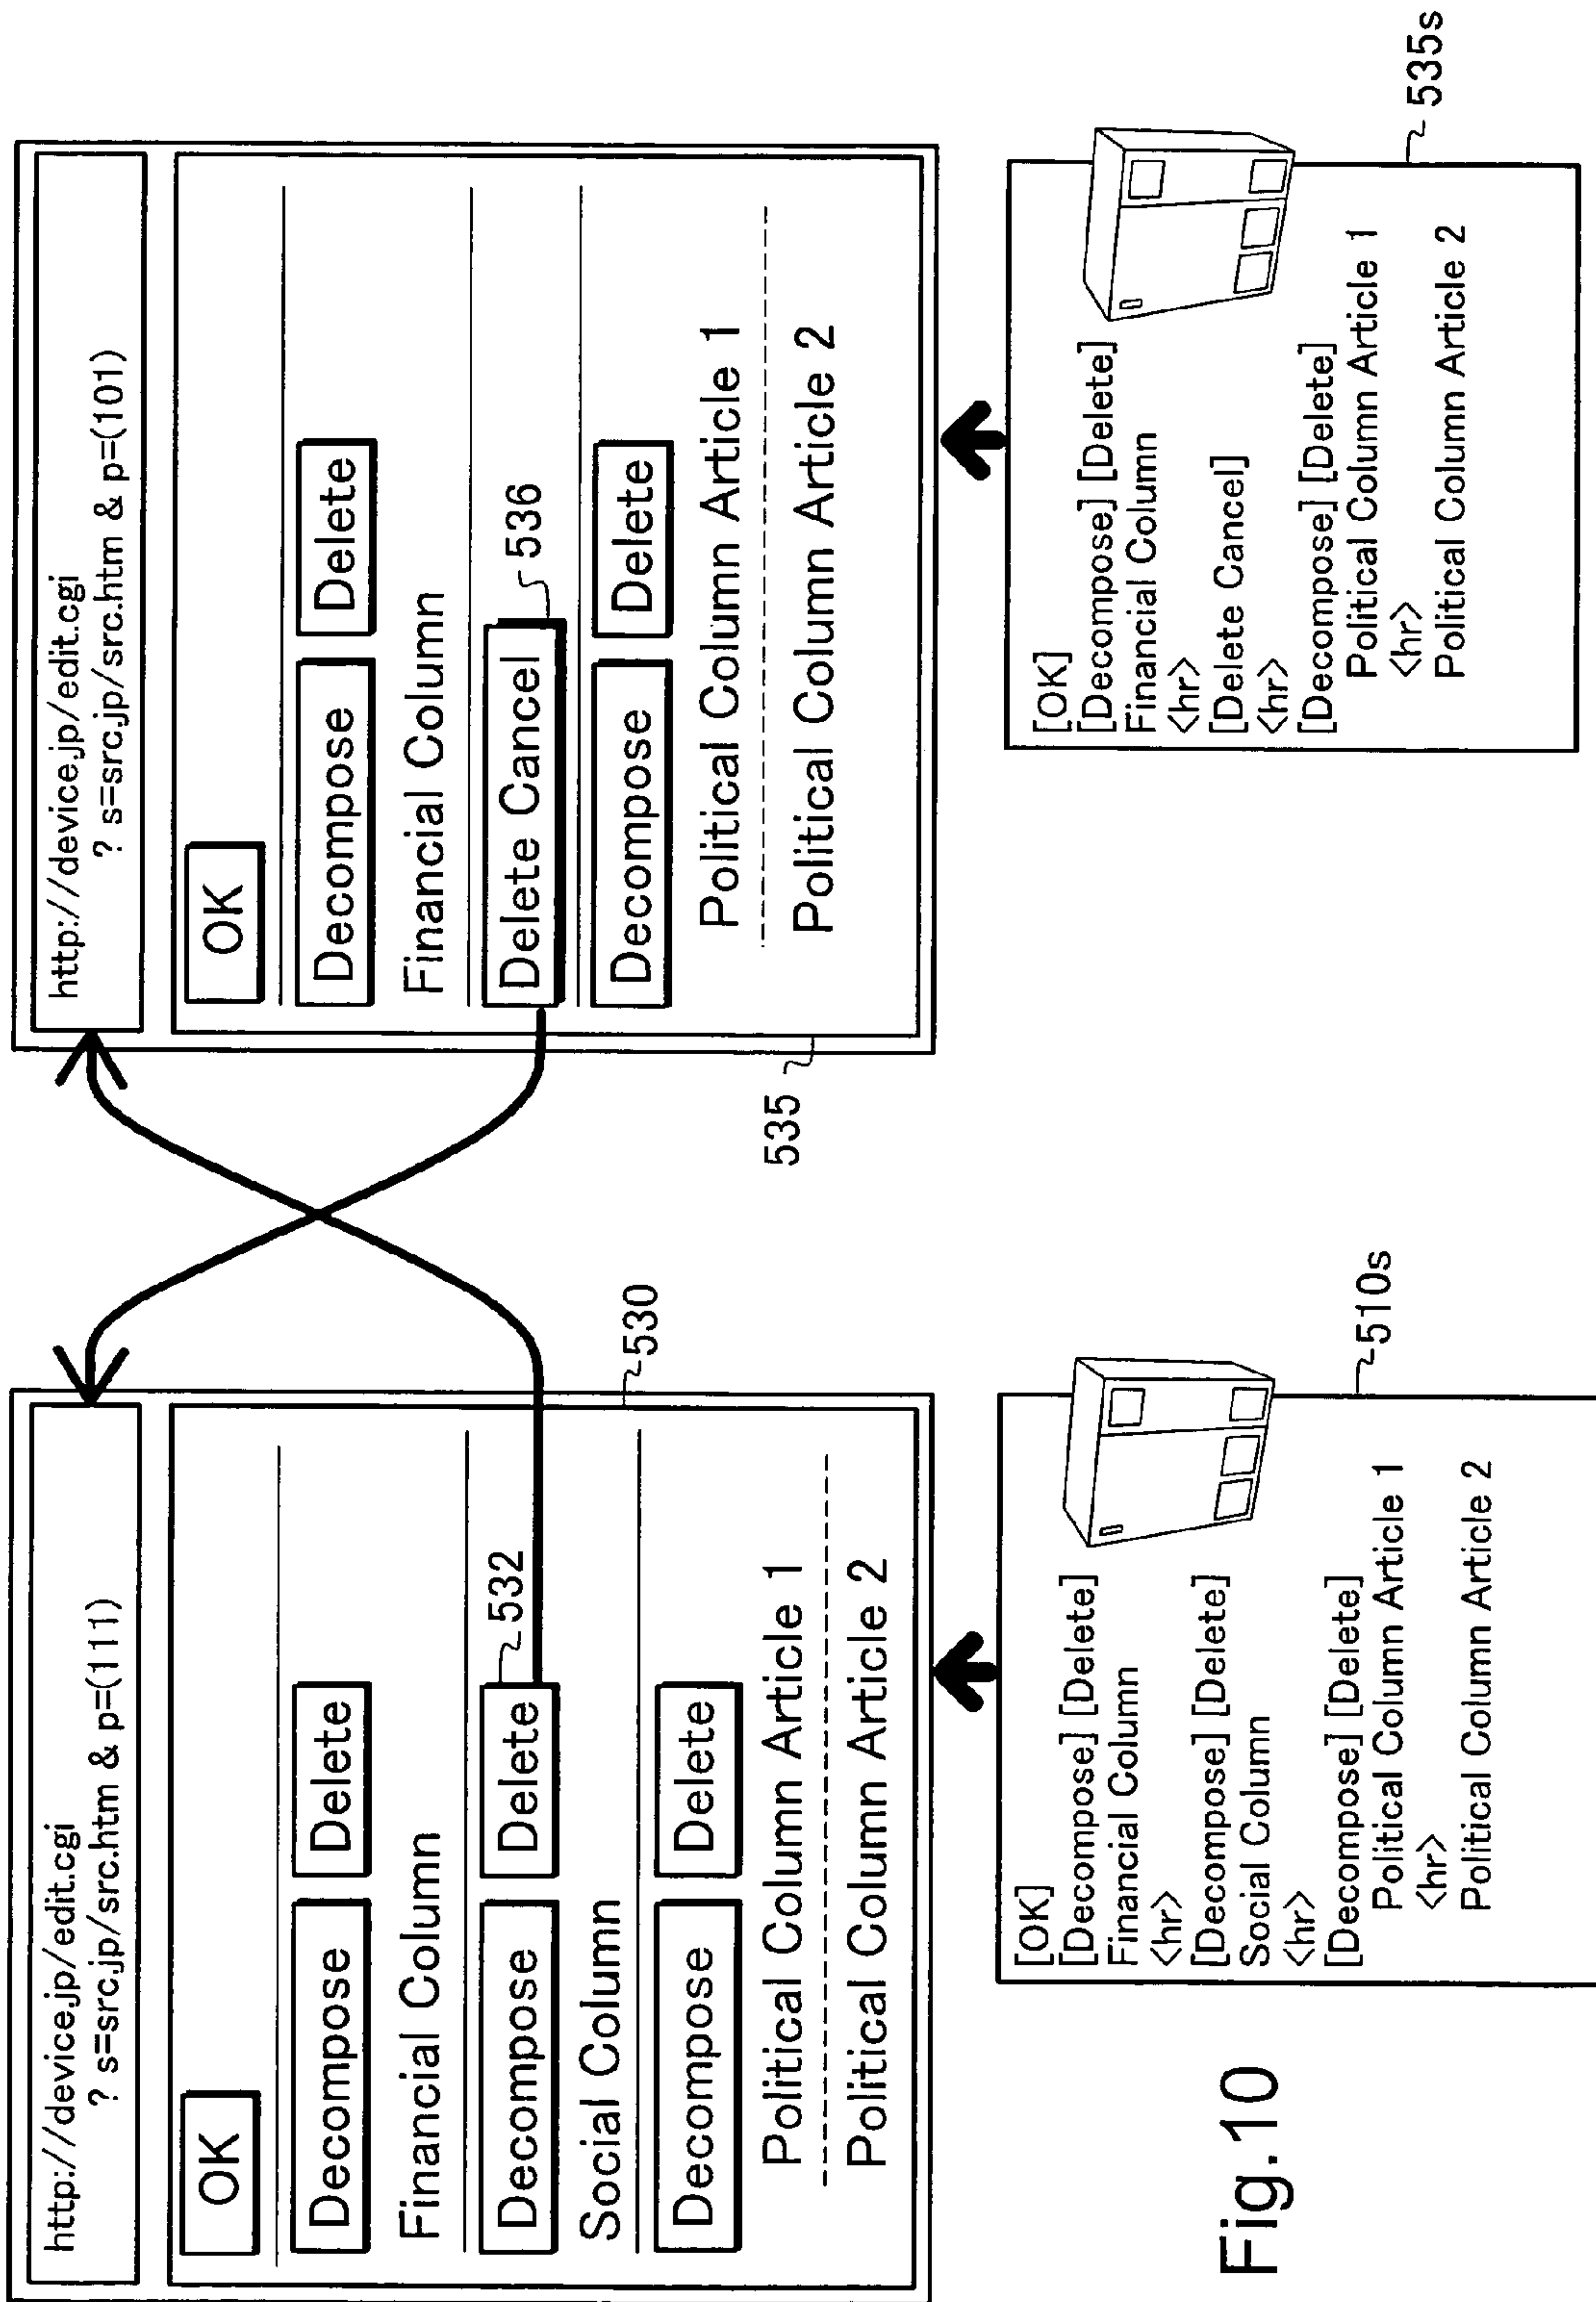 http://device.jp/edit.cgi
? s=src.jp/src.htm & p=(111)
OK
Decompose Delete
Financial Column
Decompose Delete
532
Social Column
Decompose Delete
Political Column Article 1
Political Column Article 2
530
[OK]
[Decompose] [Delete]
Financial Column
<hr>
[Decompose] [Delete]
Social Column
<hr>
[Decompose] [Delete]
Political Column Article 1
<hr>
Political Column Article 2
510s
http://device.jp/edit.cgi
? s=src.jp/src.htm & p=(101)
OK
Decompose Delete
Financial Column
Delete Cancel
536
Decompose Delete
Political Column Article 1
Political Column Article 2
535
[OK]
[Decompose] [Delete]
Financial Column
<hr>
[Delete Cancel]
<hr>
[Decompose] [Delete]
Political Column Article 1
<hr>
Political Column Article 2
535s
Fig.10